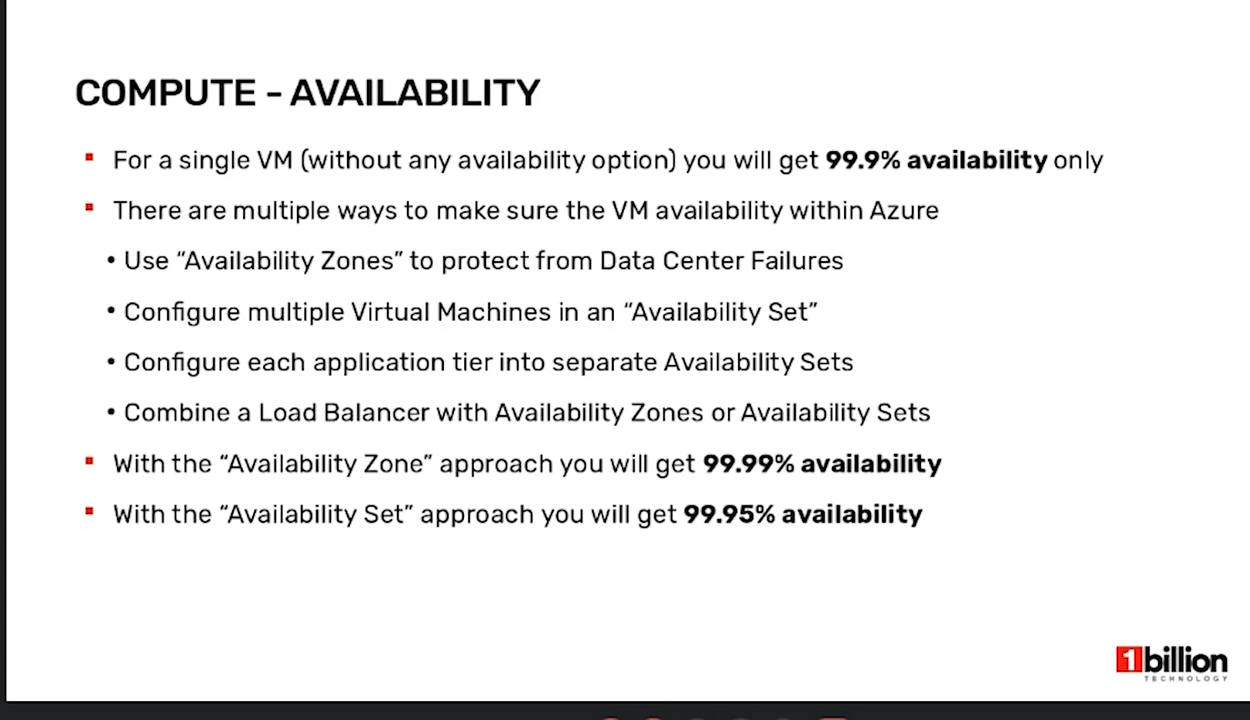 COMPUTE - AVAILABILITY
For a single VM (without any availability option) you will get 99.9% availability only
There are multiple ways to make sure the VM availability within Azure
• Use “Availability Zones” to protect from Data Center Failures
• Configure multiple Virtual Machines in an “Availability Set”
• Configure each application tier into separate Availability Sets
• Combine a Load Balancer with Availability Zones or Availability Sets
With the “Availability Zone” approach you will get 99.99% availability
With the “Availability Set” approach you will get 99.95% availability
1billion
TECHNOLOGY